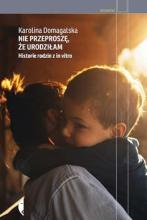 Karolina Domagalska
NIE PRZEPROSZĘ,
ŻE URODZIŁAM
Historie rodzin z in vitro